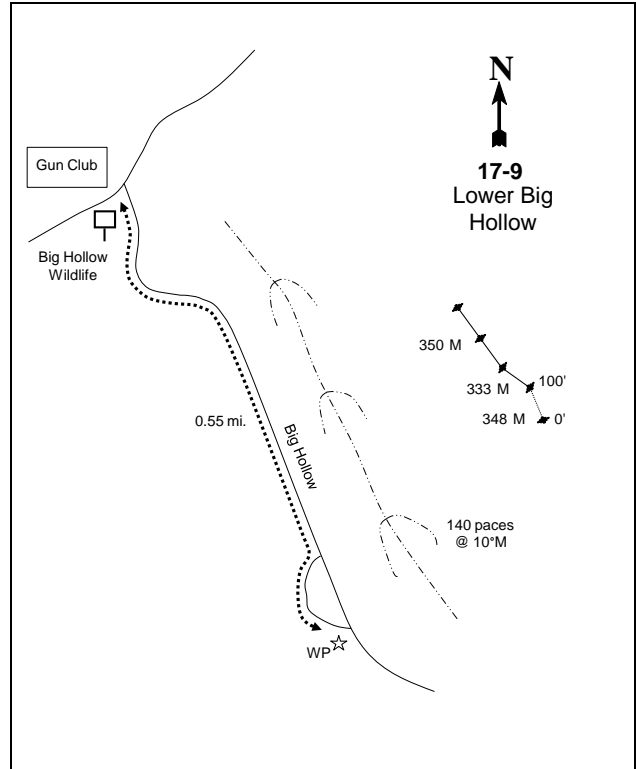 N
17-9
Lower Big
Hollow
Gun Club
Big Hollow
Wildlife
350 M
333 M
100'
348 M
0'
0.55 mi.
Big Hollow
140 paces
@ 10°M
WP